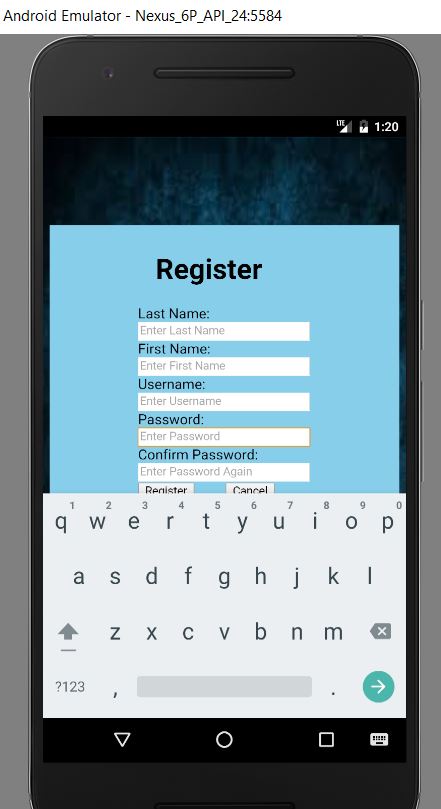 Android Emulator - Nexus_6P_API_24:5584
LTE 1:20
Register
Last Name:
Enter Last Name
First Name:
Enter First Name
Username:
Enter Username
Password:
Enter Password
Confirm Password:
Enter Password Again
Register Cancel
1 2 3 4 5 6 7 8 9 0
q w e r t y u i o p
a s d f g h j k l
z x c v b n m
?123 , .